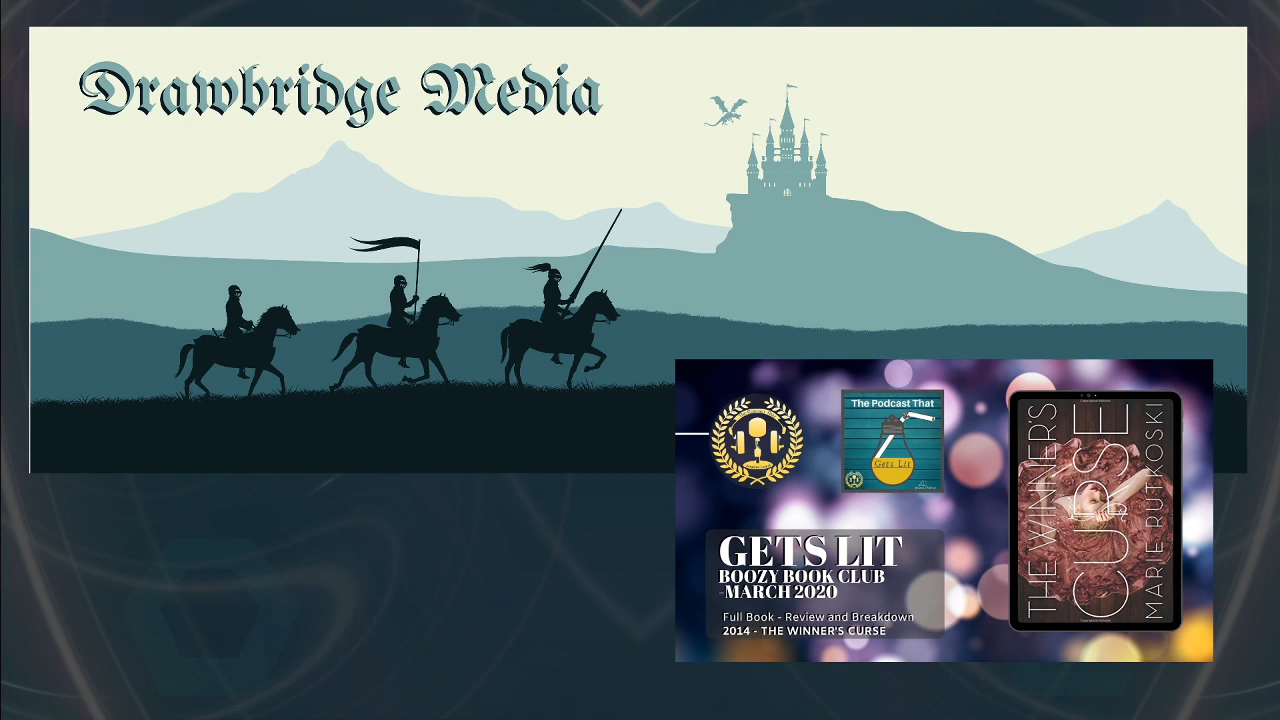 Drawbridge Media
The Podcast That
Gets Lit
THE WINNER'S
CURSE
MARIE RUTKOSKI
GETS LIT
BOOZY BOOK CLUB
-MARCH 2020
Full Book - Review and Breakdown
2014 - THE WINNER'S CURSE